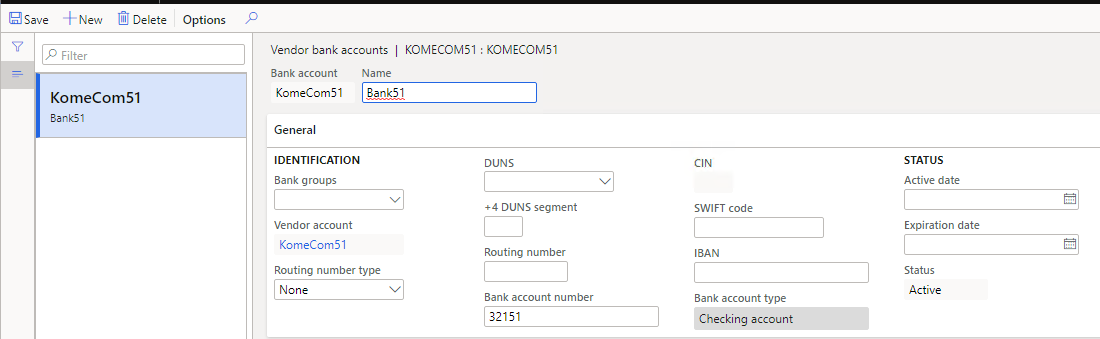 Save New Delete Options
Filter
KomeCom51
Bank51
Vendor bank accounts | KOMECOM51 : KOMECOM51
Bank account Name
KomeCom51 Bank51
General
IDENTIFICATION
Bank groups
Vendor account
KomeCom51
Routing number type
None
DUNS
+4 DUNS segment
Routing number
Bank account number
32151
CIN
SWIFT code
IBAN
Bank account type
Checking account
STATUS
Active date
Expiration date
Status
Active